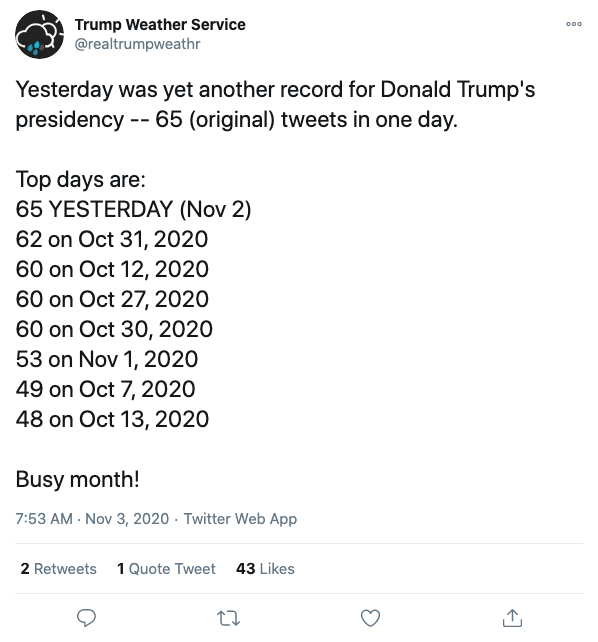 Trump Weather Service
@realtrumpweathr
Yesterday was yet another record for Donald Trump's
presidency -- 65 (original) tweets in one day.
Top days are:
65 YESTERDAY (Nov 2)
62 on Oct 31, 2020
60 on Oct 12, 2020
60 on Oct 27, 2020
60 on Oct 30, 2020
53 on Nov 1, 2020
49 on Oct 7, 2020
48 on Oct 13, 2020
Busy month!
7:53 AM · Nov 3, 2020 · Twitter Web App
2 Retweets 1 Quote Tweet 43 Likes